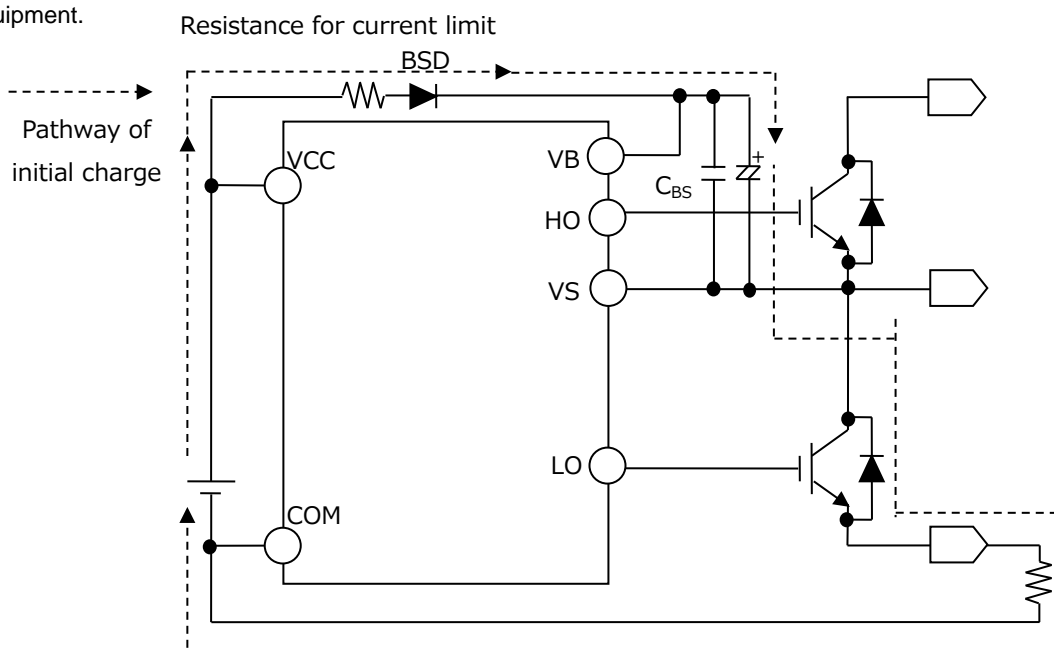 uipment.
Resistance for current limit
BSD
Pathway of
initial charge
VCC
VB
+
C_BS
HO
VS
LO
COM